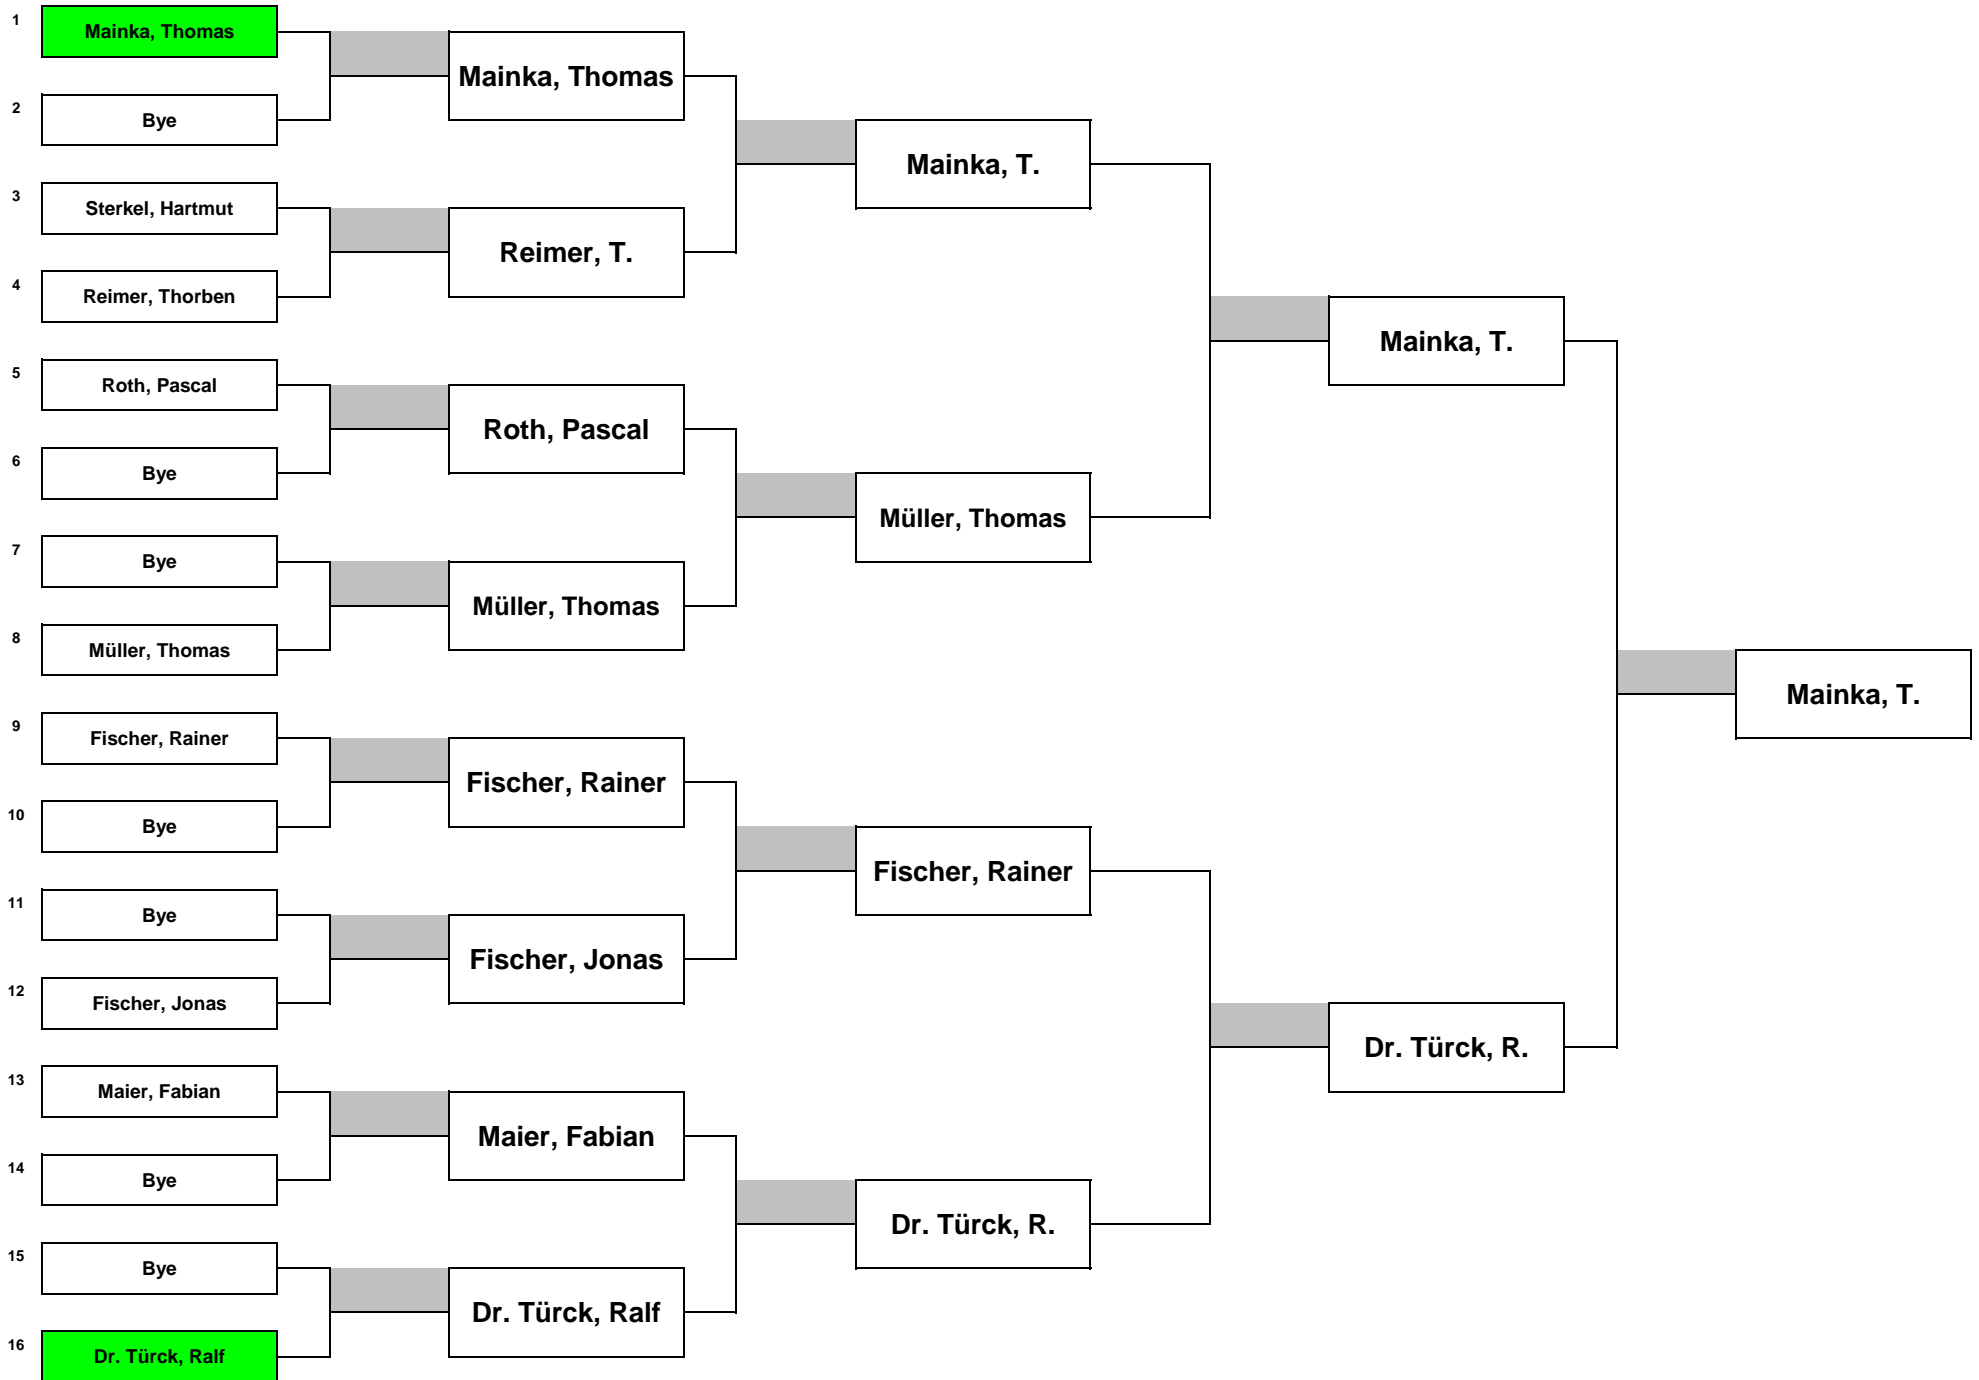 1
Mainka, Thomas
2
Bye
3
Sterkel, Hartmut
4
Reimer, Thorben
5
Roth, Pascal
6
Bye
7
Bye
8
Müller, Thomas
9
Fischer, Rainer
10
Bye
11
Bye
12
Fischer, Jonas
13
Maier, Fabian
14
Bye
15
Bye
16
Dr. Türck, Ralf
Mainka, Thomas
Reimer, T.
Roth, Pascal
Müller, Thomas
Fischer, Rainer
Fischer, Jonas
Maier, Fabian
Dr. Türck, Ralf
Mainka, T.
Müller, Thomas
Fischer, Rainer
Dr. Türck, R.
Mainka, T.
Dr. Türck, R.
Mainka, T.